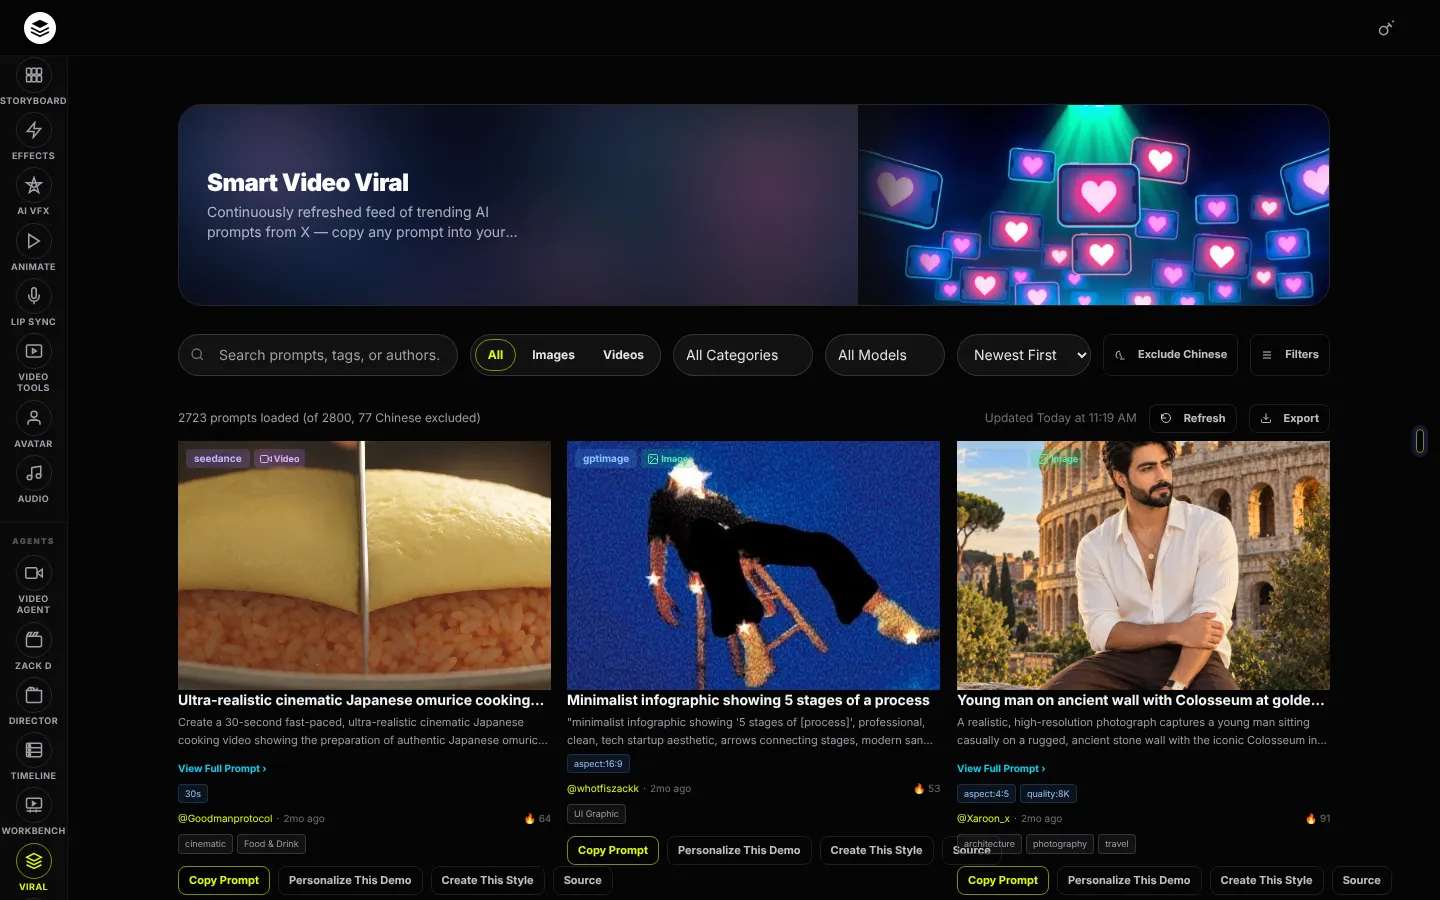 STORYBOARD
EFFECTS
AI VFX
ANIMATE
LIP SYNC
VIDEO
TOOLS
AVATAR
AUDIO
AGENTS
VIDEO
AGENT
ZACK D
DIRECTOR
TIMELINE
WORKBENCH
VIRAL
Smart Video Viral
Continuously refreshed feed of trending AI
prompts from X — copy any prompt into your...
Search prompts, tags, or authors.
All
Images
Videos
All Categories
All Models
Newest First
Exclude Chinese
Filters
2723 prompts loaded (of 2800, 77 Chinese excluded)
Updated Today at 11:19 AM
Refresh
Export
seedance
Video
Ultra-realistic cinematic Japanese omurice cooking...
Create a 30-second fast-paced, ultra-realistic cinematic Japanese
cooking video showing the preparation of authentic Japanese omuric...
View Full Prompt ›
30s
@Goodmanprotocol · 2mo ago
🔥 64
cinematic
Food & Drink
Copy Prompt
Personalize This Demo
Create This Style
Source
gptimage
Image
Minimalist infographic showing 5 stages of a process
"minimalist infographic showing '5 stages of [process]', professional,
clean, tech startup aesthetic, arrows connecting stages, modern san...
aspect:16:9
@whotfiszackk · 2mo ago
🔥 53
UI Graphic
Copy Prompt
Personalize This Demo
Create This Style
Source
Image
Young man on ancient wall with Colosseum at golde...
A realistic, high-resolution photograph captures a young man sitting
casually on a rugged, ancient stone wall with the iconic Colosseum in...
View Full Prompt ›
aspect:4:5
quality:8K
@Xaroon_x · 2mo ago
🔥 91
architecture
photography
travel
Copy Prompt
Personalize This Demo
Create This Style
Source